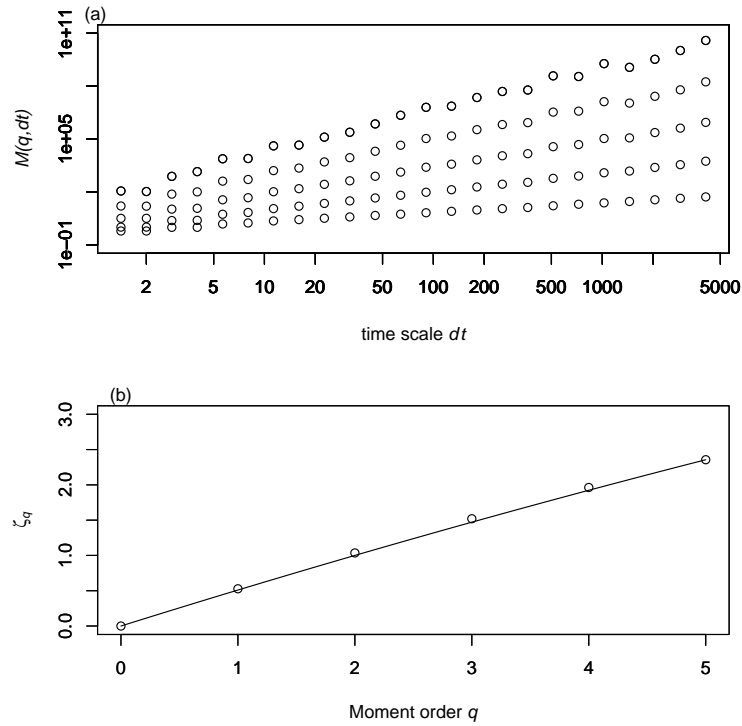 (a)
1e+11
1e+05
1e−01
M(q,dt)
2 5 10 20 50 100 200 500 1000 5000
time scale dt
(b)
3.0
2.0
1.0
0.0
ζq
0 1 2 3 4 5
Moment order q